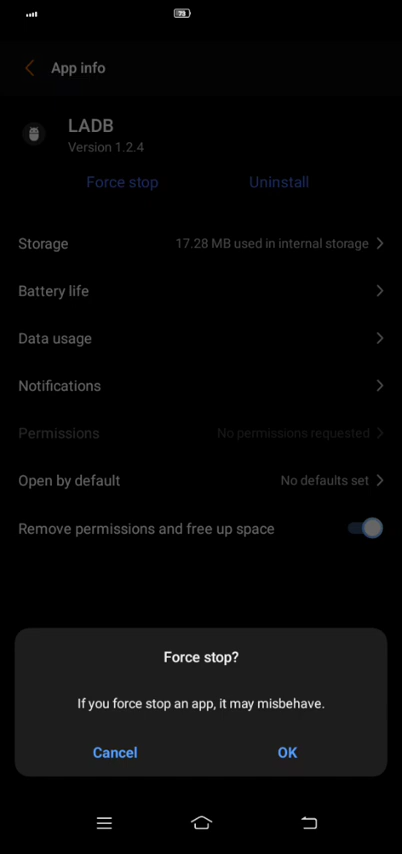 73
App info
LADB
Version 1.2.4
Force stop
Uninstall
Storage
17.28 MB used in internal storage
Battery life
Data usage
Notifications
Permissions
No permissions requested
Open by default
No defaults set
Remove permissions and free up space
Force stop?
If you force stop an app, it may misbehave.
Cancel
OK